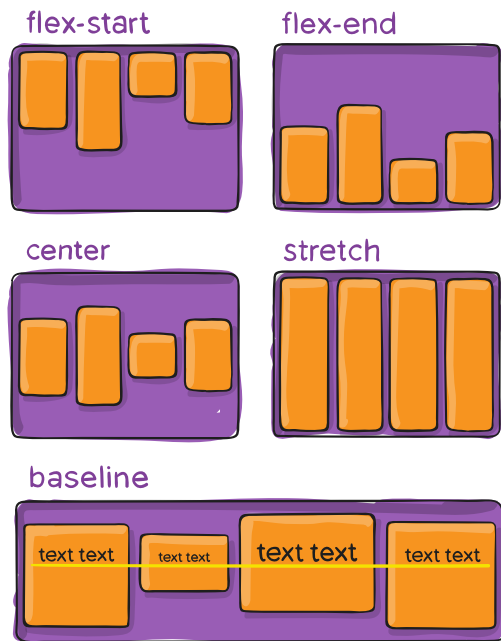 flex-start
flex-end
center
stretch
baseline
text text
text text
text text
text text